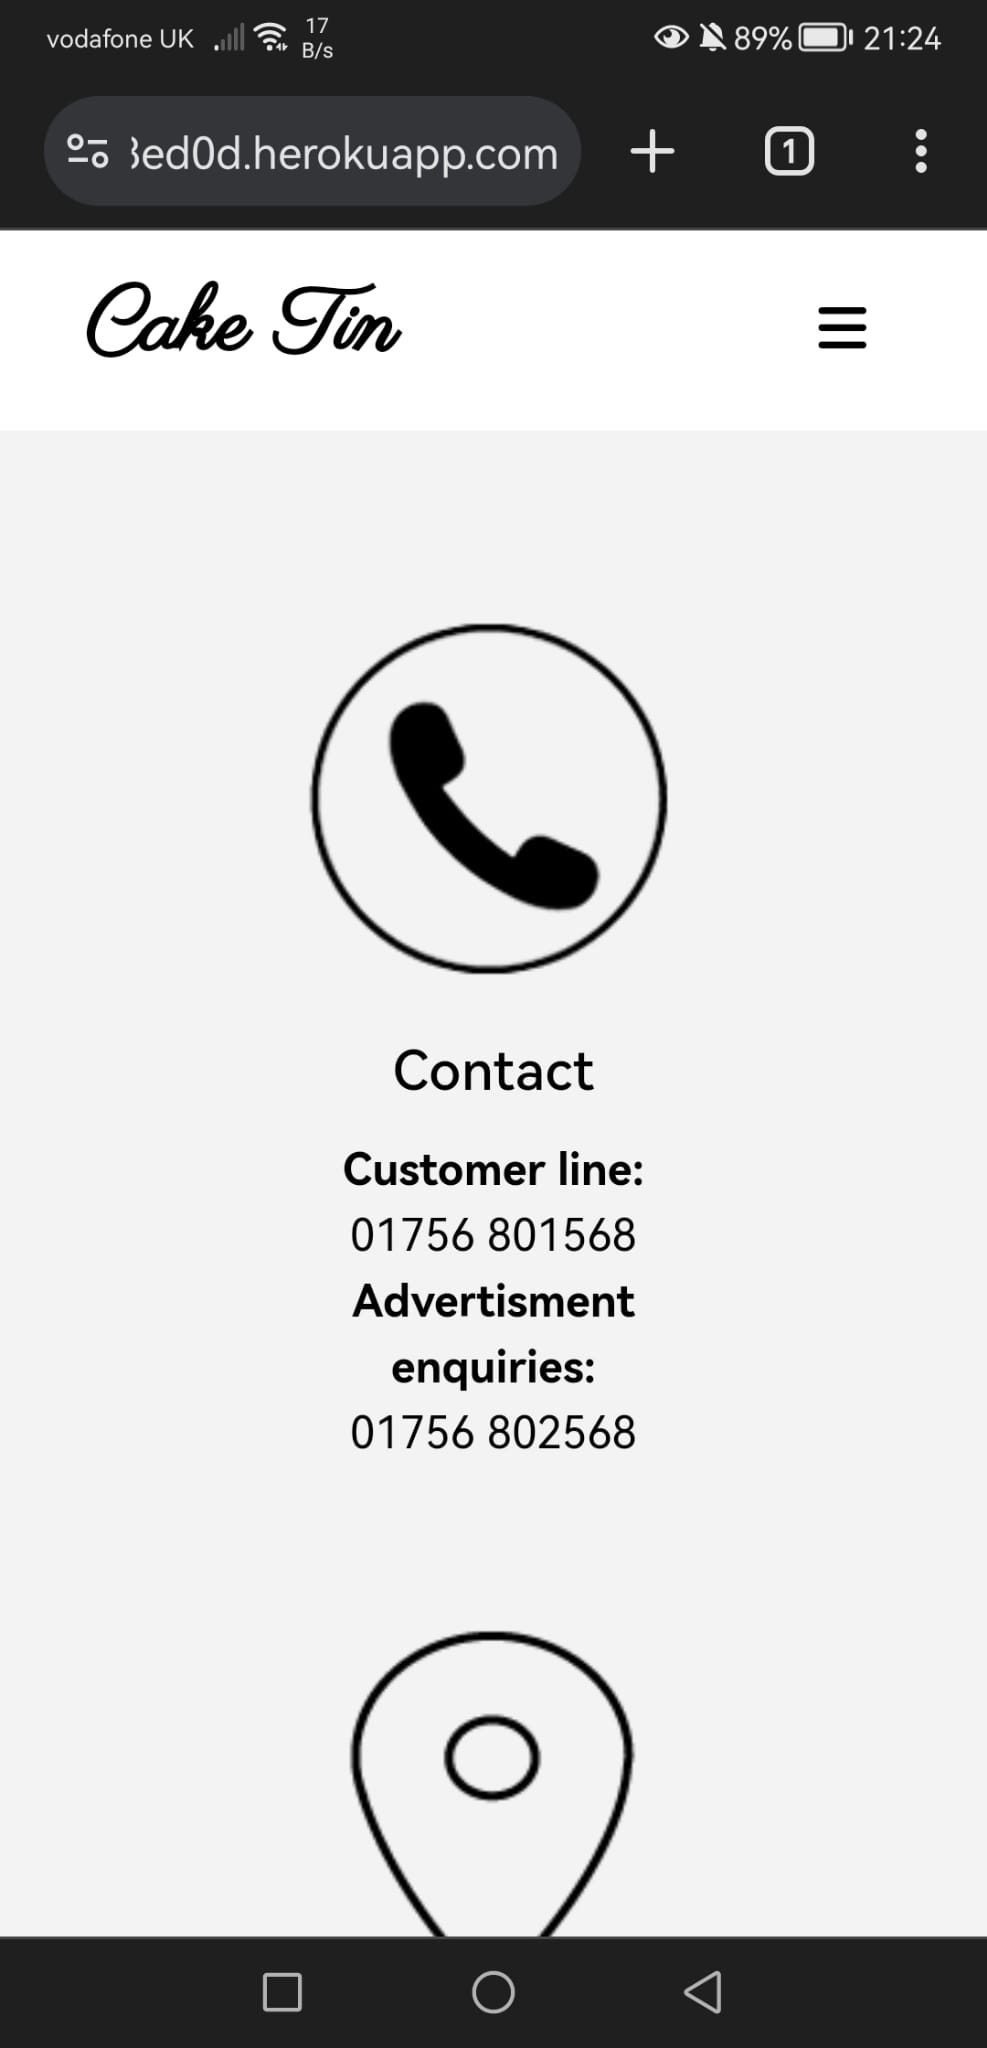 vodafone UK 17 B/s 89% 21:24
ed0d.herokuapp.com 1
Cake Tin
Contact
Customer line:
01756 801568
Advertisment
enquiries:
01756 802568